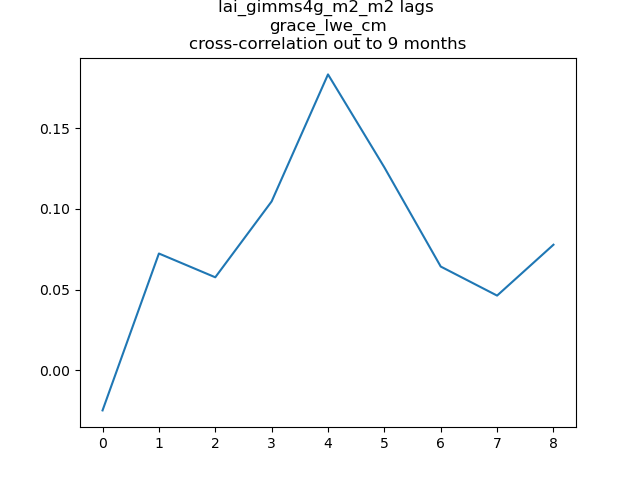 lai_gimms4g_m2_m2 lags
grace_lwe_cm
cross-correlation out to 9 months
0.15
0.10
0.05
0.00
0 1 2 3 4 5 6 7 8